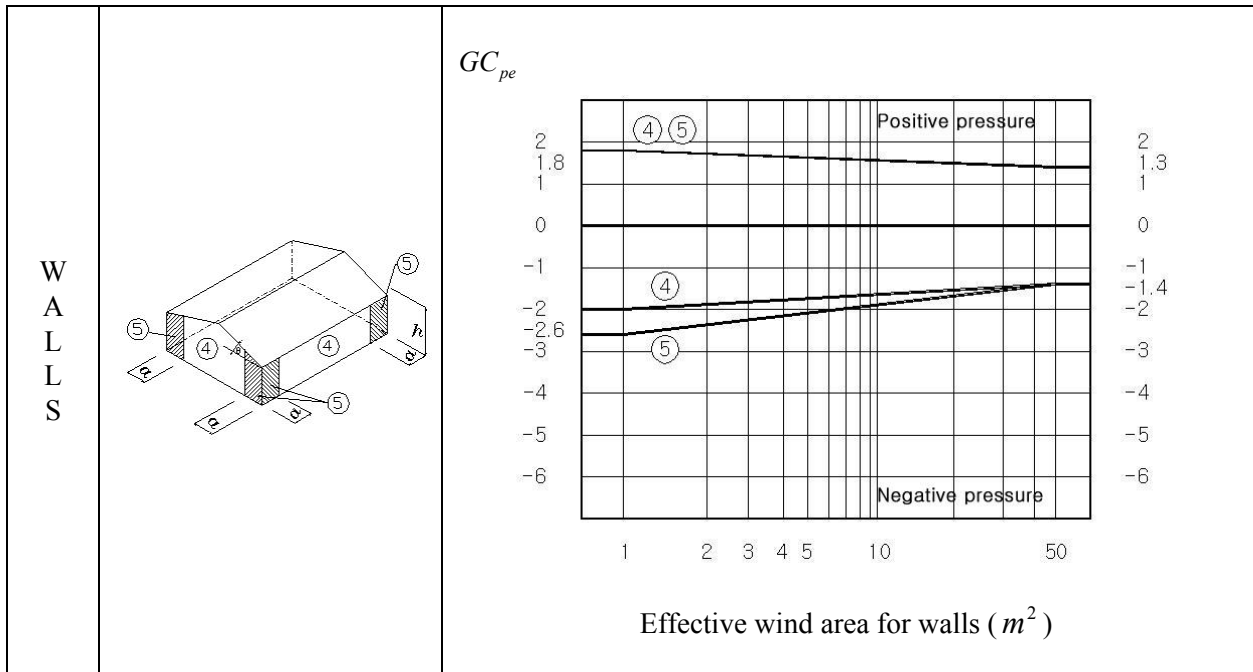 W
A
L
L
S
⑤
⑤
④
θ
④
h
a
a
⑤
a
a
GC_pe
Positive pressure
④ ⑤
2
1.8
1
0
-1
-2
-2.6
-3
-4
-5
-6
④
⑤
Negative pressure
2
1.3
1
0
-1
-1.4
-2
-3
-4
-5
-6
1 2 3 4 5 10 50
Effective wind area for walls ( m² )